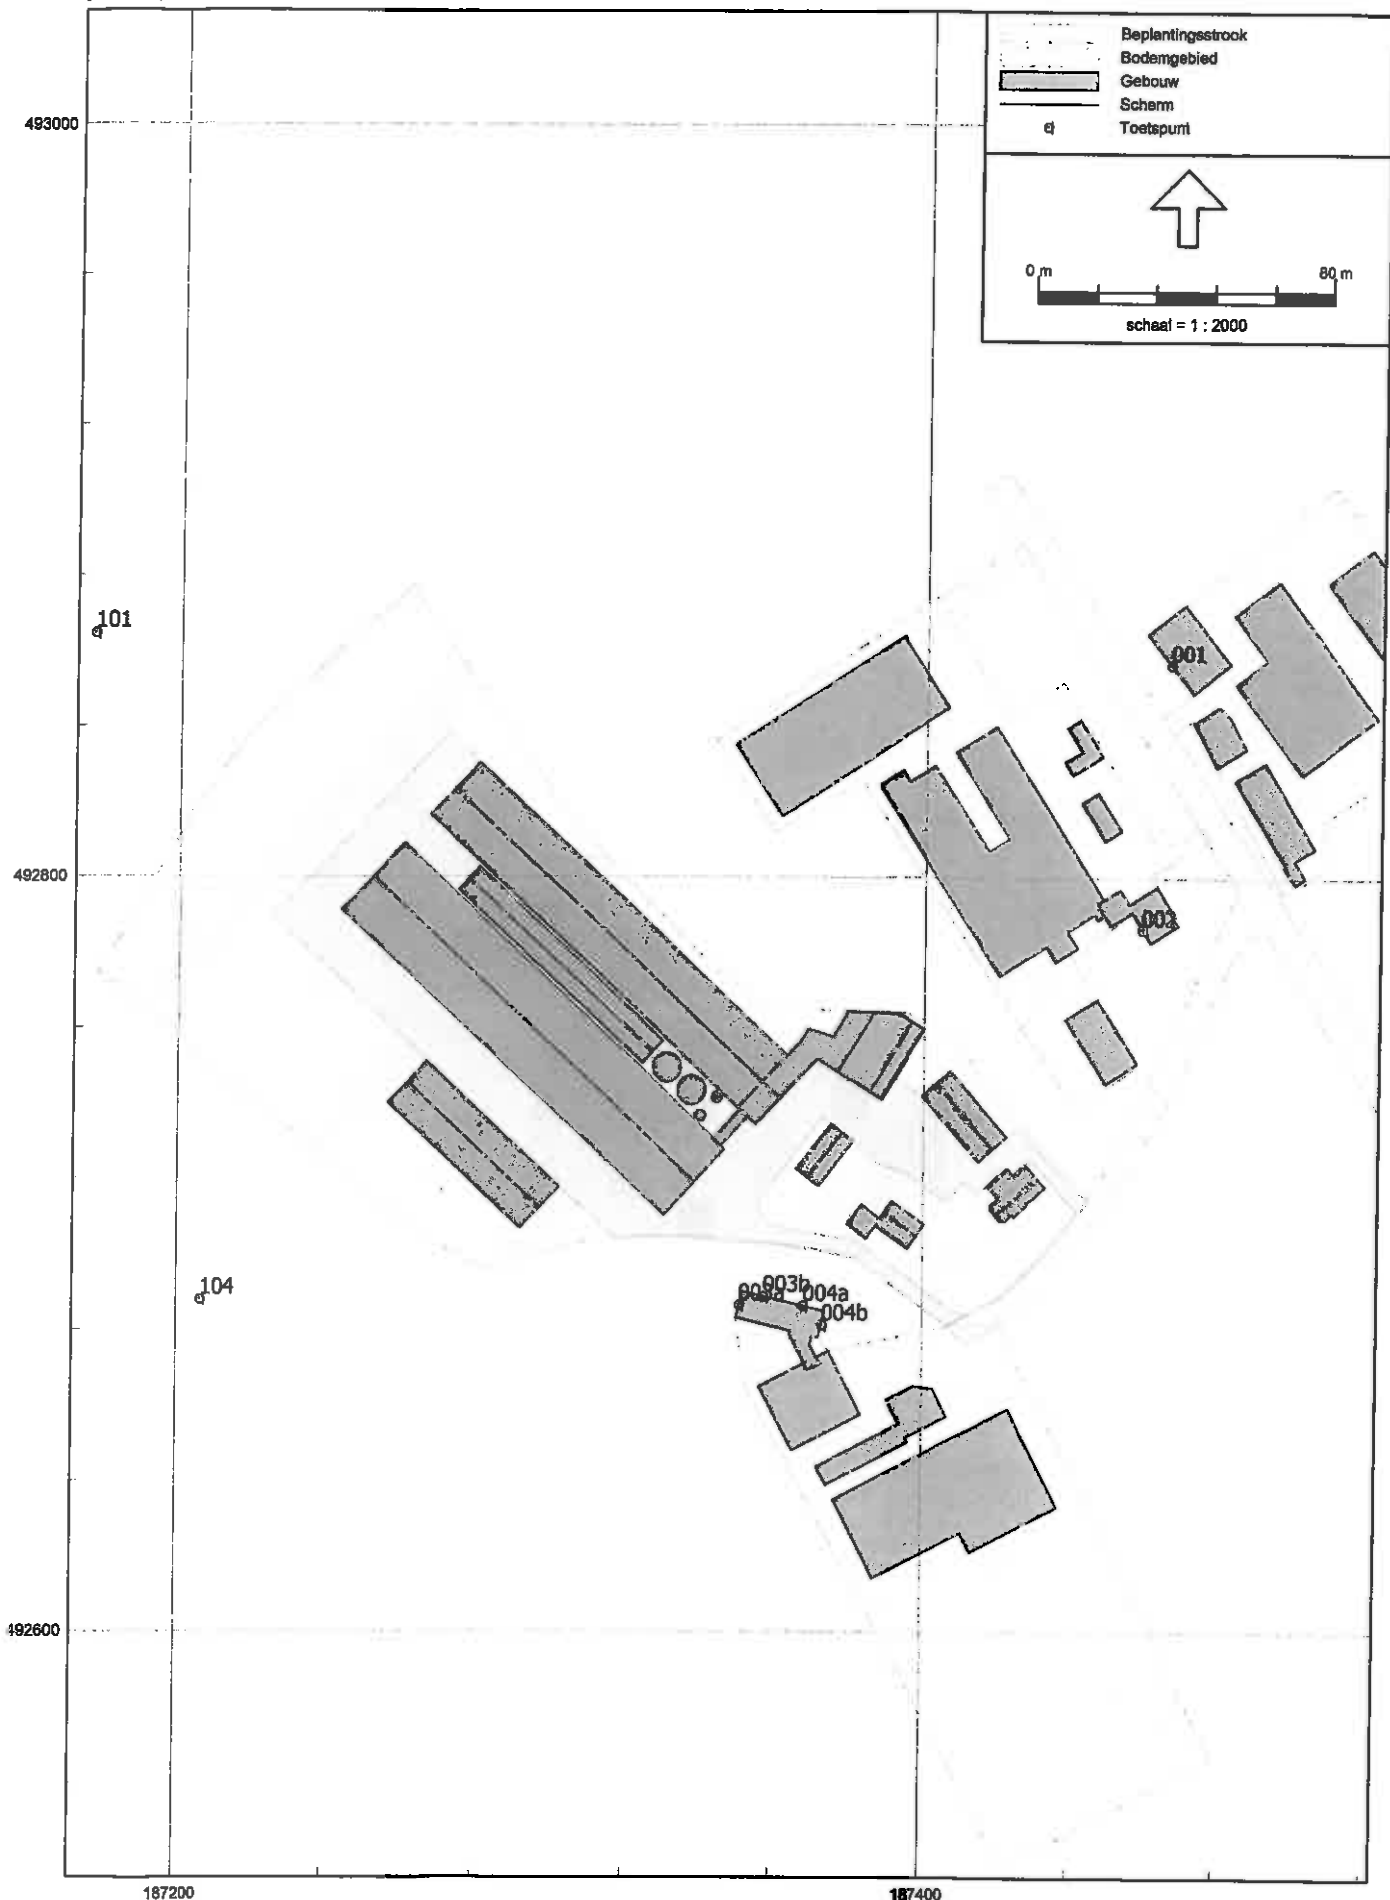 Beplantingsstrook
Bodemgebied
Gebouw
Scherm
Toetspunt
493000
0 m 80 m
schaal = 1 : 2000
101
001
492800
002
104
003b
003a 004a
004b
492600
187200 187400